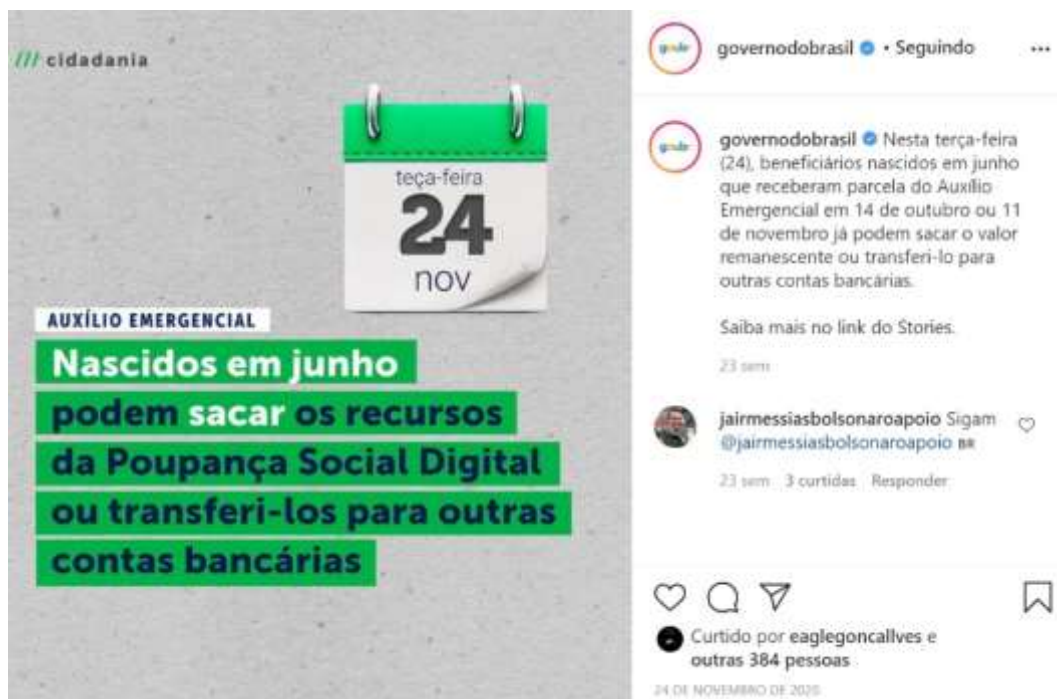 /// cidadania
teça-feira
24
nov
AUXÍLIO EMERGENCIAL
Nascidos em junho
podem sacar os recursos
da Poupança Social Digital
ou transferi-los para outras
contas bancárias
governodobrasil • Seguindo
governodobrasil Nesta terça-feira
(24), beneficiários nascidos em junho
que receberam parcela do Auxílio
Emergencial em 14 de outubro ou 11
de novembro já podem sacar o valor
remanescente ou transferi-lo para
outras contas bancárias.
Saiba mais no link do Stories.
23 sem
jairmessiasbolsonaroapoio Sigam
@jairmessiasbolsonaroapoio BR
23 sem 3 curtidas Responder
Curtido por eaglegoncallves e
outras 384 pessoas
24 DE NOVEMBRO DE 2020